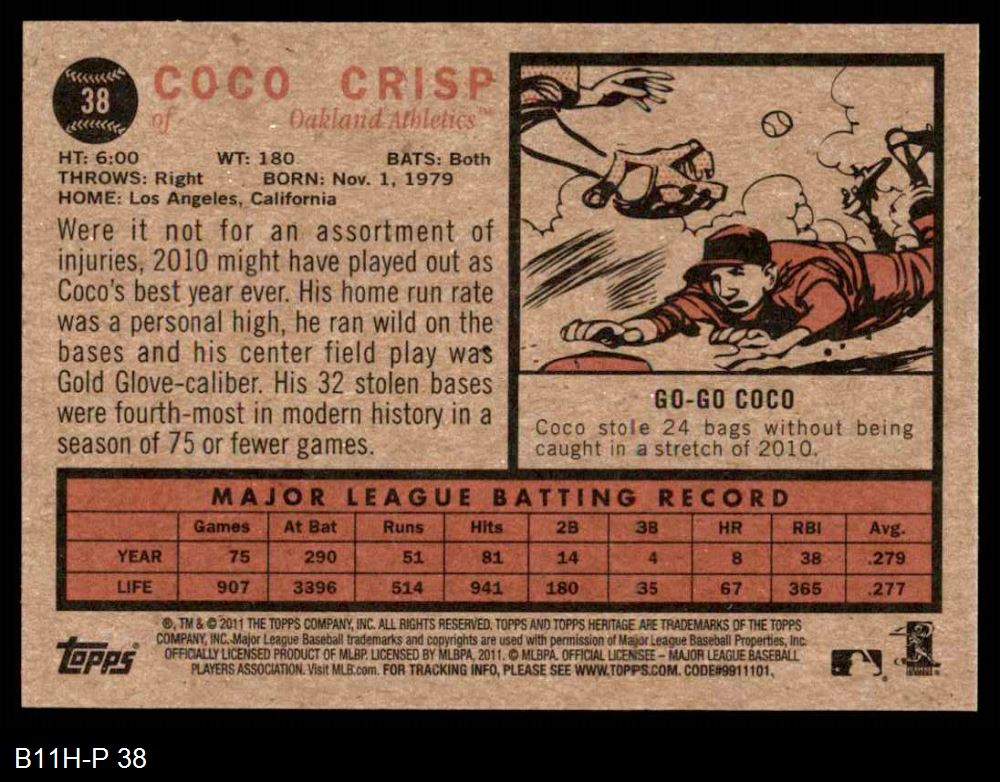 38
COCO CRISP
of Oakland Athletics™
HT: 6:00 WT: 180 BATS: Both
THROWS: Right BORN: Nov. 1, 1979
HOME: Los Angeles, California
Were it not for an assortment of
injuries, 2010 might have played out as
Coco's best year ever. His home run rate
was a personal high, he ran wild on the
bases and his center field play was
Gold Glove-caliber. His 32 stolen bases
were fourth-most in modern history in a
season of 75 or fewer games.
GO-GO COCO
Coco stole 24 bags without being
caught in a stretch of 2010.
MAJOR LEAGUE BATTING RECORD
Games At Bat Runs Hits 2B 3B HR RBI Avg.
YEAR 75 290 51 81 14 4 8 38 .279
LIFE 907 3396 514 941 180 35 67 365 .277
®, TM & © 2011 THE TOPPS COMPANY, INC. ALL RIGHTS RESERVED. TOPPS AND TOPPS HERITAGE ARE TRADEMARKS OF THE TOPPS
COMPANY, INC. Major League Baseball trademarks and copyrights are used with permission of Major League Baseball Properties, Inc.
OFFICIALLY LICENSED PRODUCT OF MLBP. LICENSED BY MLBPA, 2011. © MLBPA. OFFICIAL LICENSEE – MAJOR LEAGUE BASEBALL
PLAYERS ASSOCIATION. Visit MLB.com. FOR TRACKING INFO, PLEASE SEE WWW.TOPPS.COM. CODE#9911101.
Topps®
B11H-P 38